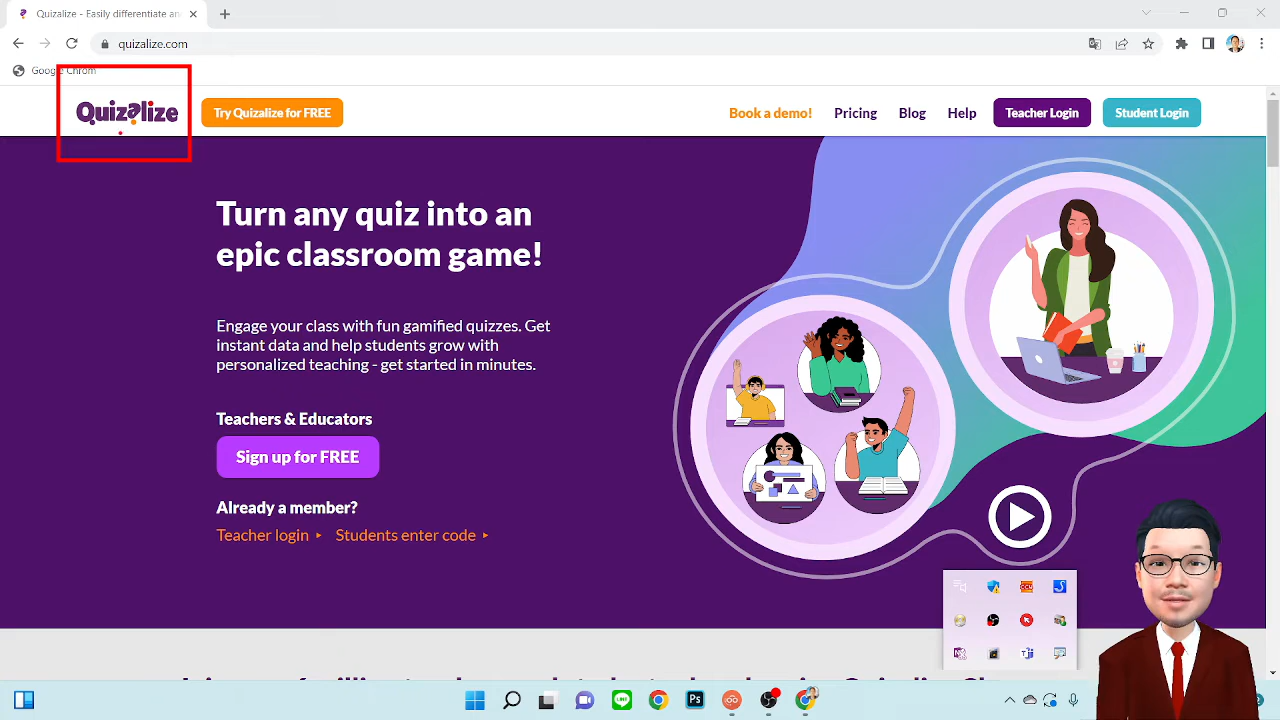 Quizalize - Easily differentiate an
quizalize.com
Google Chrom
Quizalize
Try Quizalize for FREE
Book a demo!
Pricing
Blog
Help
Teacher Login
Student Login
Turn any quiz into an
epic classroom game!
Engage your class with fun gamified quizzes. Get
instant data and help students grow with
personalized teaching - get started in minutes.
Teachers & Educators
Sign up for FREE
Already a member?
Teacher login ▸ Students enter code ▸